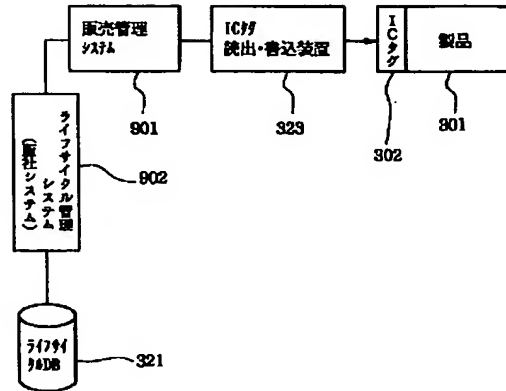 販売管理
システム
ICタグ
読出・書込装置
ICタグ
製品
901
323
302
301
ライフサイクル管理
システム
(販社システム)
902
ライフサイ
クルDB
321